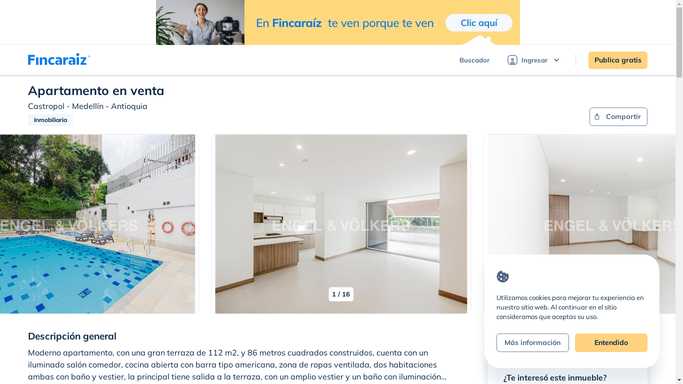 En Fincaraíz te ven porque te ven
Clic aquí
Fincaraíz
Buscador
Ingresar
Publica gratis
Apartamento en venta
Castropol - Medellín - Antioquia
Inmobiliaria
Compartir
ENGEL & VÖLKERS
ENGEL & VÖLKERS
ENGEL & VÖLKERS
1 / 16
Descripción general
Moderno apartamento, con una gran terraza de 112 m2, y 86 metros cuadrados construidos, cuenta con un
iluminado salón comedor, cocina abierta con barra tipo americana, zona de ropas ventilada, dos habitaciones
ambas con baño y vestier, la principal tiene salida a la terraza, con un amplio vestier y un baño con iluminación...
Utilizamos cookies para mejorar tu experiencia en
nuestro sitio web. Al continuar en el sitio
consideramos que aceptas su uso.
Más información
Entendido
¿Te interesó este inmueble?